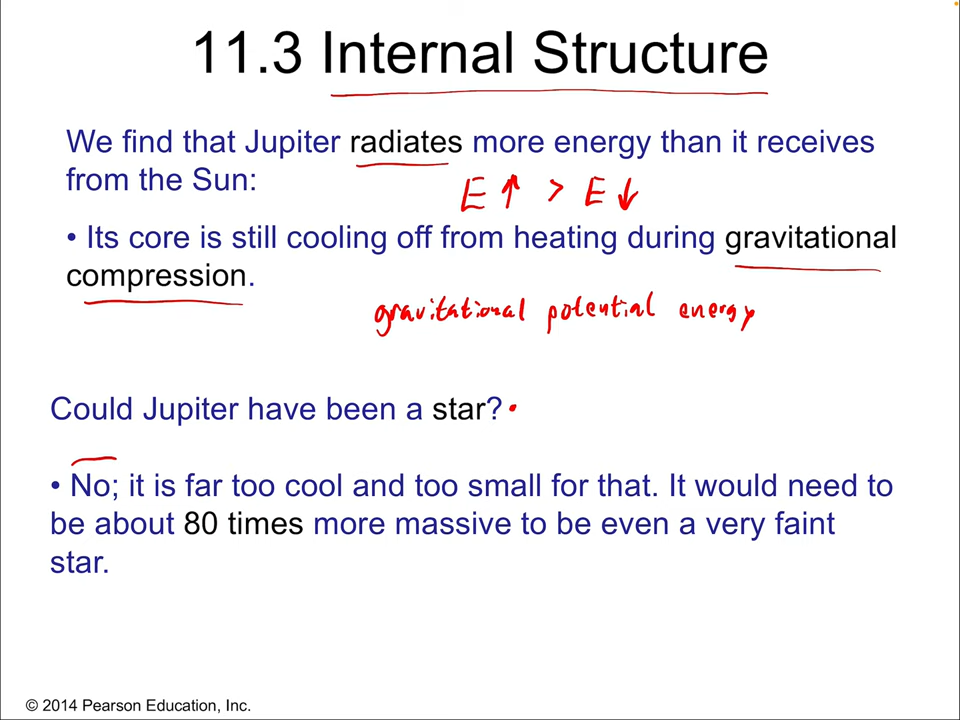 11.3 Internal Structure
We find that Jupiter radiates more energy than it receives
from the Sun:
E ↑ > E ↓
• Its core is still cooling off from heating during gravitational
compression.
gravitational potential energy
Could Jupiter have been a star?
• No; it is far too cool and too small for that. It would need to
be about 80 times more massive to be even a very faint
star.
© 2014 Pearson Education, Inc.